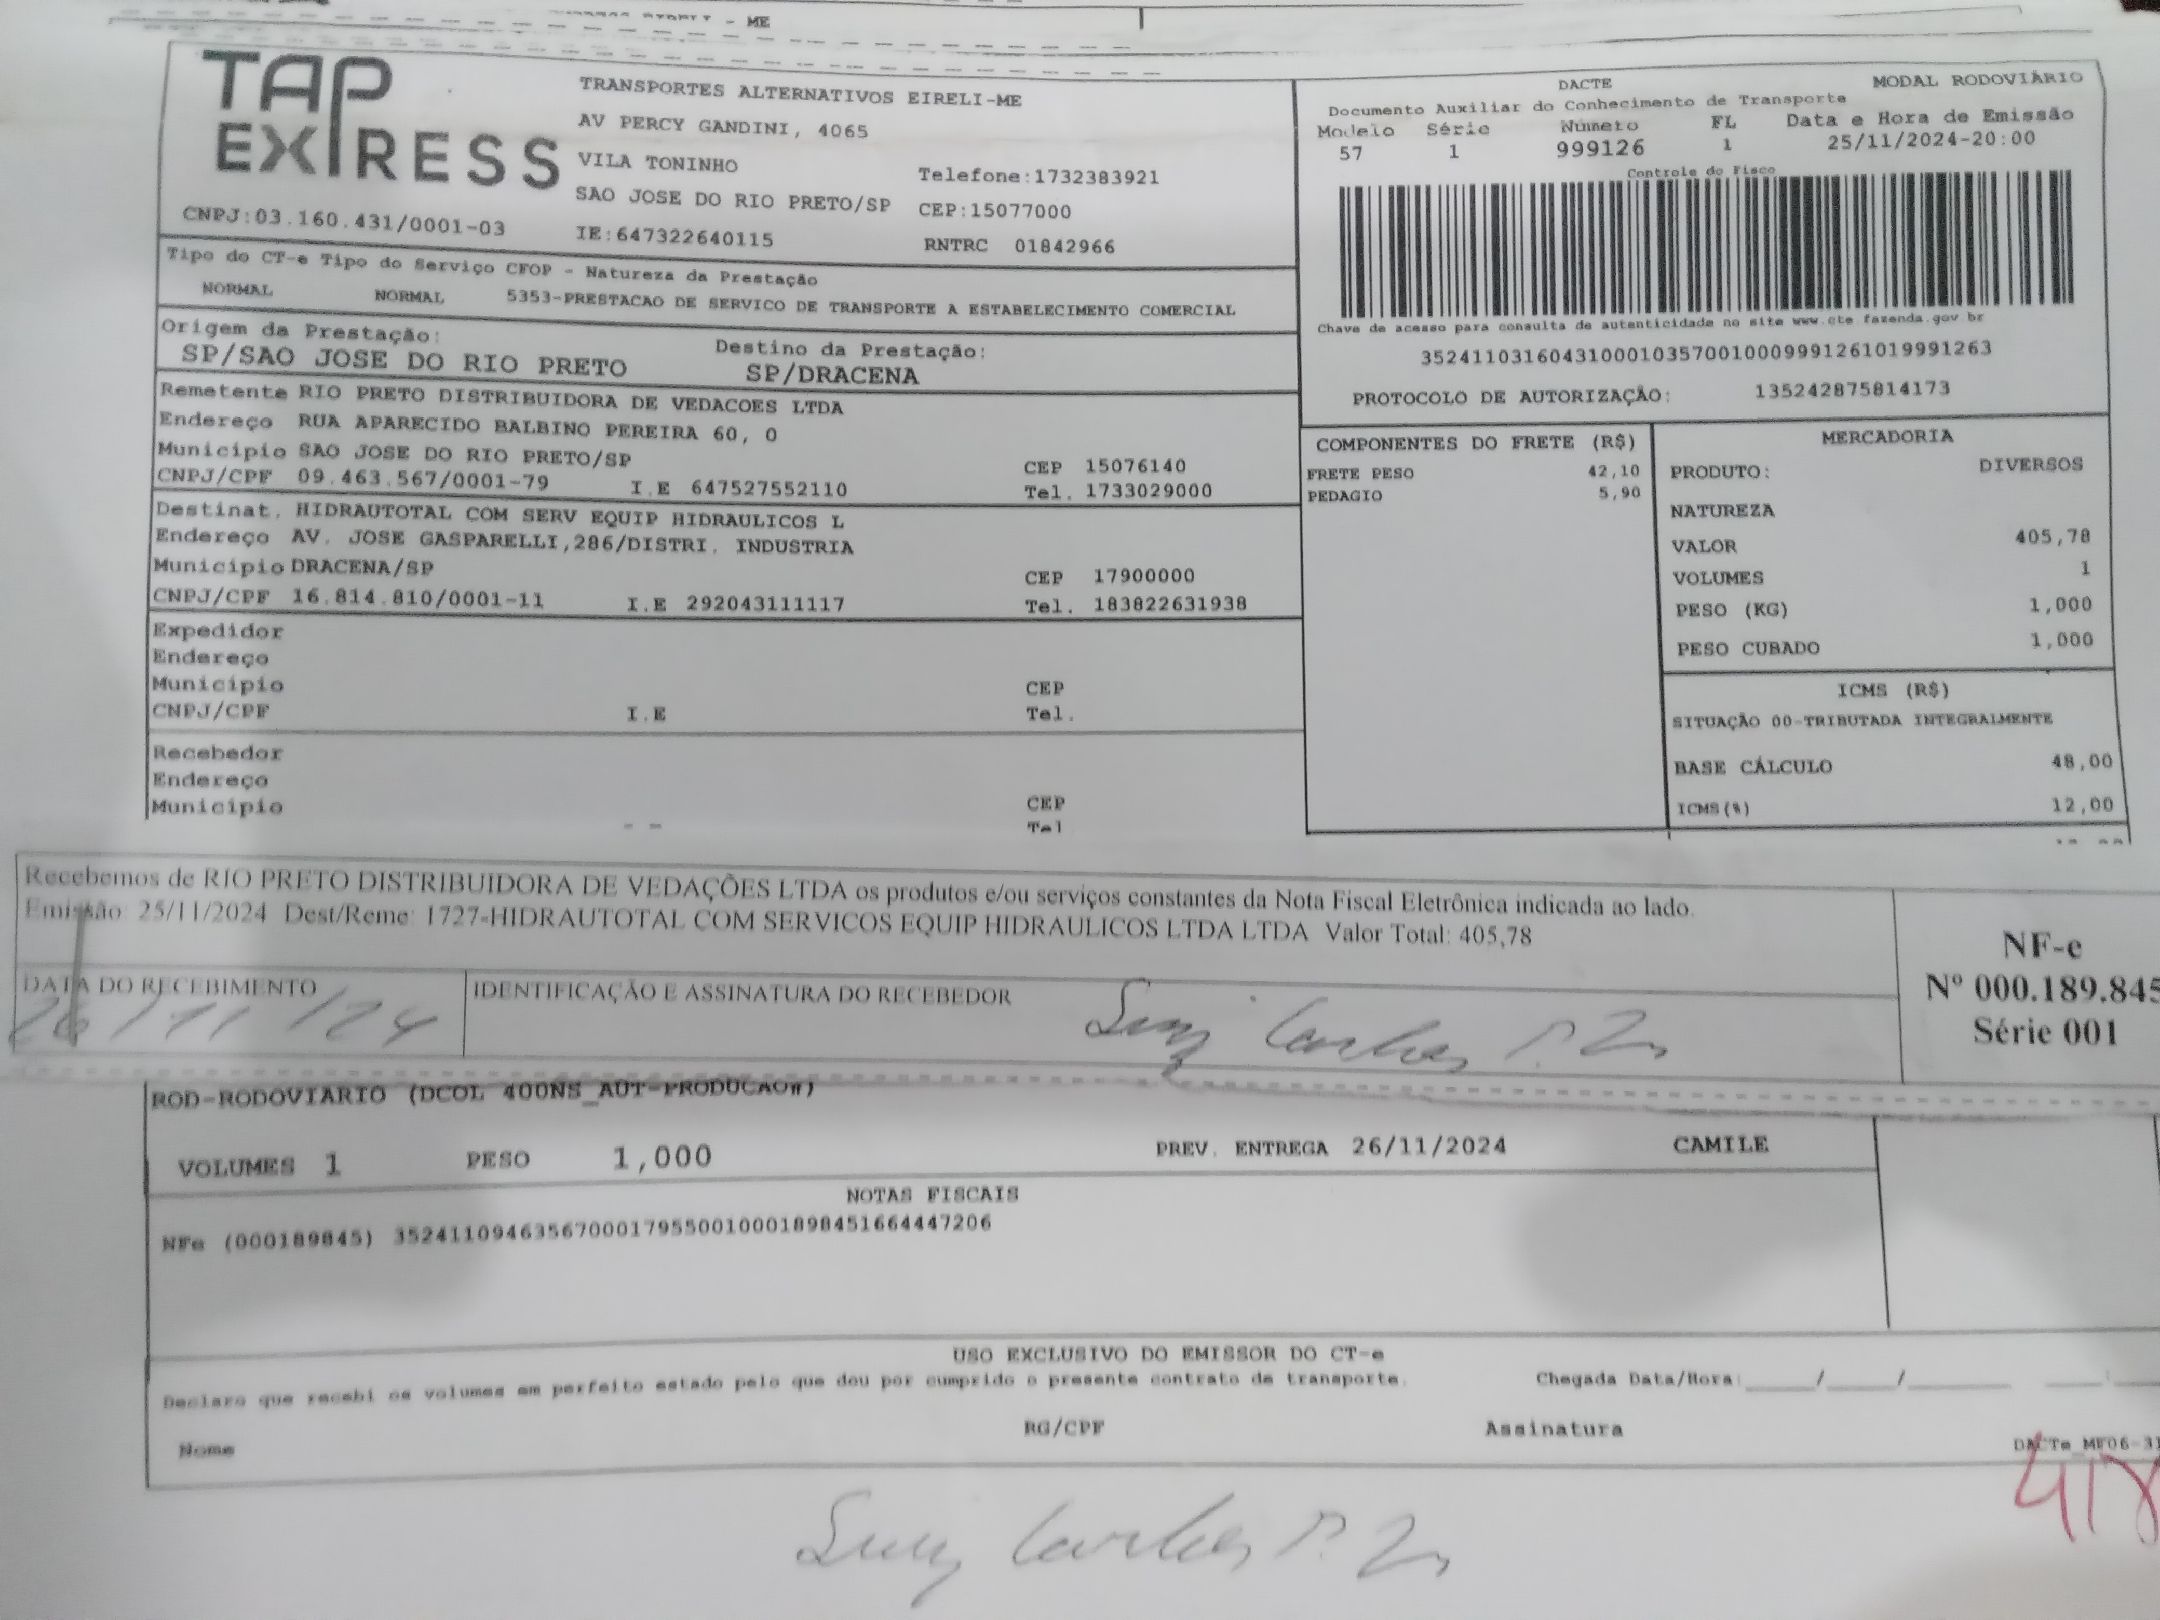 - ME
TAP EXPRESS
TRANSPORTES ALTERNATIVOS EIRELI-ME
AV PERCY GANDINI, 4065
VILA TONINHO Telefone:1732383921
SAO JOSE DO RIO PRETO/SP CEP:15077000
CNPJ:03.160.431/0001-03 IE:647322640115 RNTRC 01842966
DACTE MODAL RODOVIÁRIO
Documento Auxiliar do Conhecimento de Transporte
Modelo Série Número FL Data e Hora de Emissão
57 1 999126 1 25/11/2024-20:00
Controle do Fisco
Chave de acesso para consulta de autenticidade no site www.cte.fazenda.gov.br
35241103160431000103570010009991261019991263
PROTOCOLO DE AUTORIZAÇÃO: 135242875814173
Tipo do CT-e Tipo do Serviço CFOP - Natureza da Prestação
NORMAL NORMAL 5353-PRESTACAO DE SERVICO DE TRANSPORTE A ESTABELECIMENTO COMERCIAL
Origem da Prestação: Destino da Prestação:
SP/SAO JOSE DO RIO PRETO SP/DRACENA
Remetente RIO PRETO DISTRIBUIDORA DE VEDACOES LTDA
Endereço RUA APARECIDO BALBINO PEREIRA 60, 0
Município SAO JOSE DO RIO PRETO/SP CEP 15076140
CNPJ/CPF 09.463.567/0001-79 I.E 647527552110 Tel. 1733029000
Destinat. HIDRAUTOTAL COM SERV EQUIP HIDRAULICOS L
Endereço AV. JOSE GASPARELLI,286/DISTRI. INDUSTRIA
Município DRACENA/SP CEP 17900000
CNPJ/CPF 16.814.810/0001-11 I.E 292043111117 Tel. 183822631938
Expedidor
Endereço
Município CEP
CNPJ/CPF I.E Tel.
Recebedor
Endereço
Município CEP
Tel
COMPONENTES DO FRETE (R$)
FRETE PESO 42,10
PEDAGIO 5,90
MERCADORIA
PRODUTO: DIVERSOS
NATUREZA
VALOR 405,78
VOLUMES 1
PESO (KG) 1,000
PESO CUBADO 1,000
ICMS (R$)
SITUAÇÃO 00-TRIBUTADA INTEGRALMENTE
BASE CÁLCULO 48,00
ICMS(%) 12,00
Recebemos de RIO PRETO DISTRIBUIDORA DE VEDAÇÕES LTDA os produtos e/ou serviços constantes da Nota Fiscal Eletrônica indicada ao lado.
Emissão: 25/11/2024 Dest/Reme: 1727-HIDRAUTOTAL COM SERVICOS EQUIP HIDRAULICOS LTDA LTDA Valor Total: 405,78
DATA DO RECEBIMENTO IDENTIFICAÇÃO E ASSINATURA DO RECEBEDOR
26/11/24 Luiz Carlos P.
NF-e
Nº 000.189.845
Série 001
ROD-RODOVIARIO (DCOL 400NS_AUT-PRODUCAO#)
VOLUMES 1 PESO 1,000 PREV. ENTREGA 26/11/2024 CAMILE
NOTAS FISCAIS
NFe (000189845) 35241109463567000179550010001898451664447206
USO EXCLUSIVO DO EMISSOR DO CT-e
Declaro que recebi os volumes em perfeito estado pelo que dou por cumprido o presente contrato de transporte. Chegada Data/Hora:_____/_____/______ ____:
Nome RG/CPF Assinatura
DACTe_MF06-31
Luiz Carlos P.